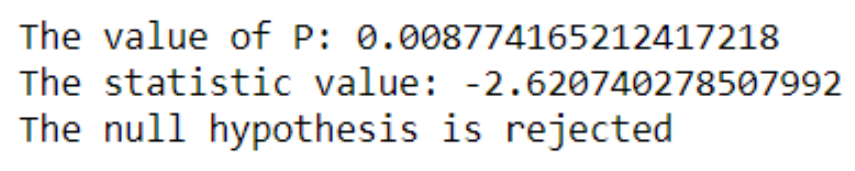 The value of P: 0.008774165212417218
The statistic value: -2.620740278507992
The null hypothesis is rejected